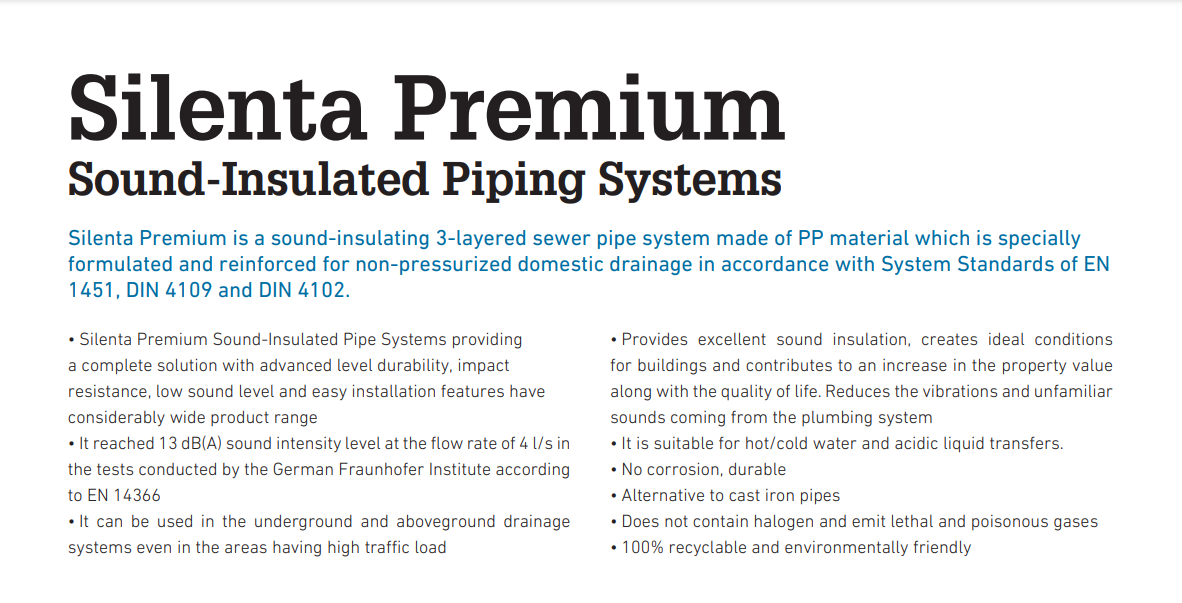 Silenta Premium
Sound-Insulated Piping Systems
Silenta Premium is a sound-insulating 3-layered sewer pipe system made of PP material which is specially
formulated and reinforced for non-pressurized domestic drainage in accordance with System Standards of EN
1451, DIN 4109 and DIN 4102.
• Silenta Premium Sound-Insulated Pipe Systems providing
a complete solution with advanced level durability, impact
resistance, low sound level and easy installation features have
considerably wide product range
• It reached 13 dB(A) sound intensity level at the flow rate of 4 l/s in
the tests conducted by the German Fraunhofer Institute according
to EN 14366
• It can be used in the underground and aboveground drainage
systems even in the areas having high traffic load
• Provides excellent sound insulation, creates ideal conditions
for buildings and contributes to an increase in the property value
along with the quality of life. Reduces the vibrations and unfamiliar
sounds coming from the plumbing system
• It is suitable for hot/cold water and acidic liquid transfers.
• No corrosion, durable
• Alternative to cast iron pipes
• Does not contain halogen and emit lethal and poisonous gases
• 100% recyclable and environmentally friendly